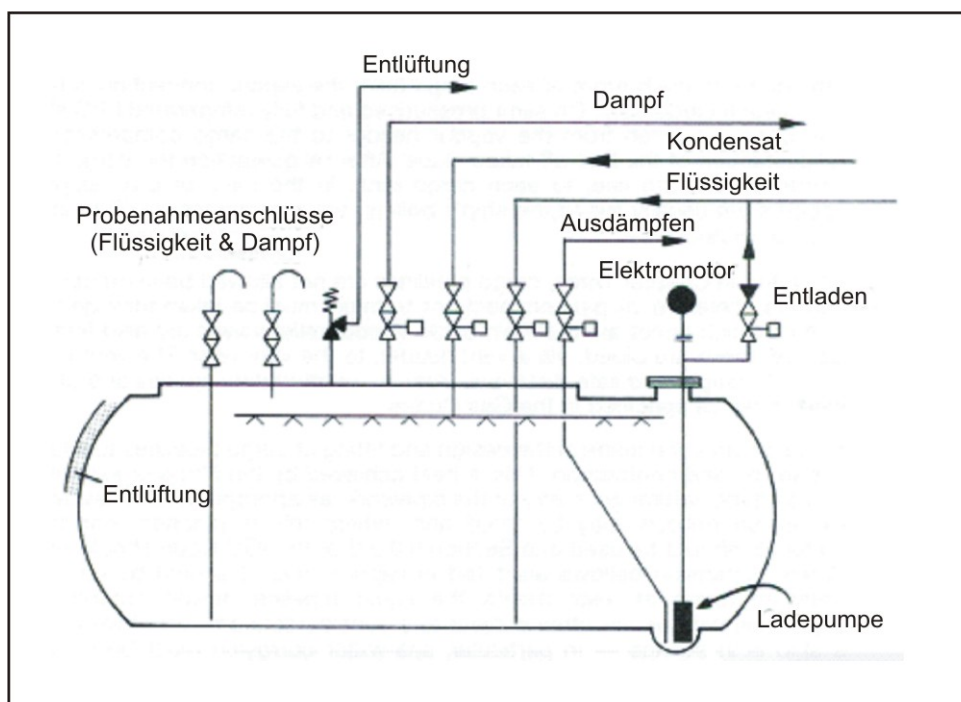 Entlüftung
Dampf
Kondensat
Flüssigkeit
Probenahmeanschlüsse
(Flüssigkeit & Dampf)
Ausdämpfen
Elektromotor
Entladen
Entlüftung
Ladepumpe